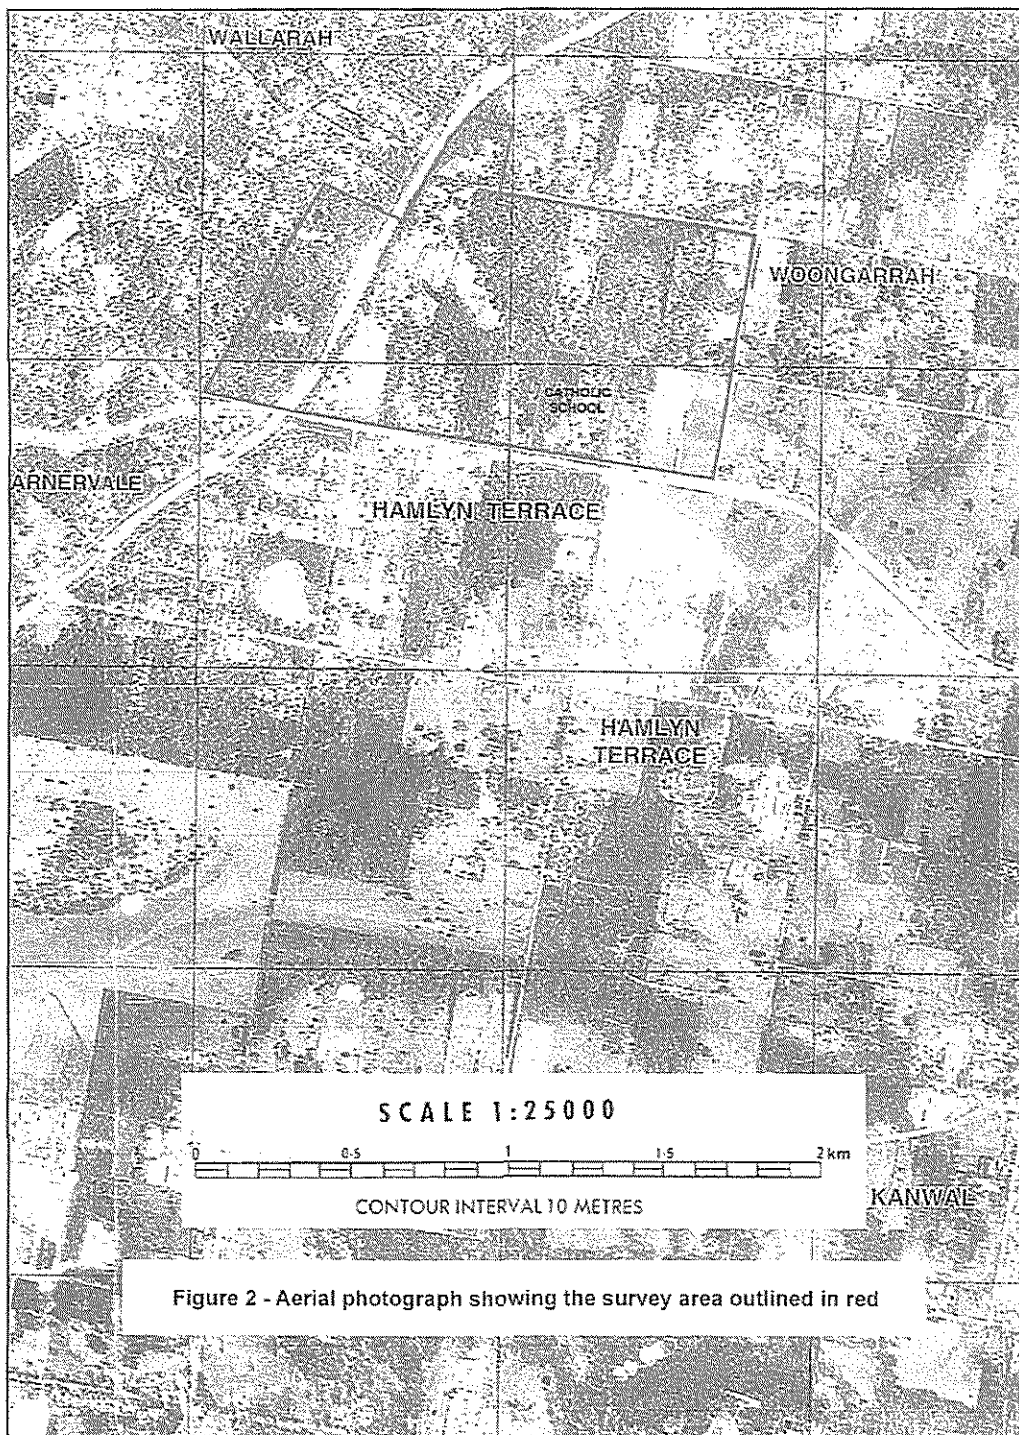 WALLARAH
WOONGARRAH
CATHOLIC
SCHOOL
ARNERVALE
HAMLYN TERRACE
HAMLYN
TERRACE
SCALE 1:25000
0 0·5 1 1·5 2 km
CONTOUR INTERVAL 10 METRES
KANWAL
Figure 2 - Aerial photograph showing the survey area outlined in red